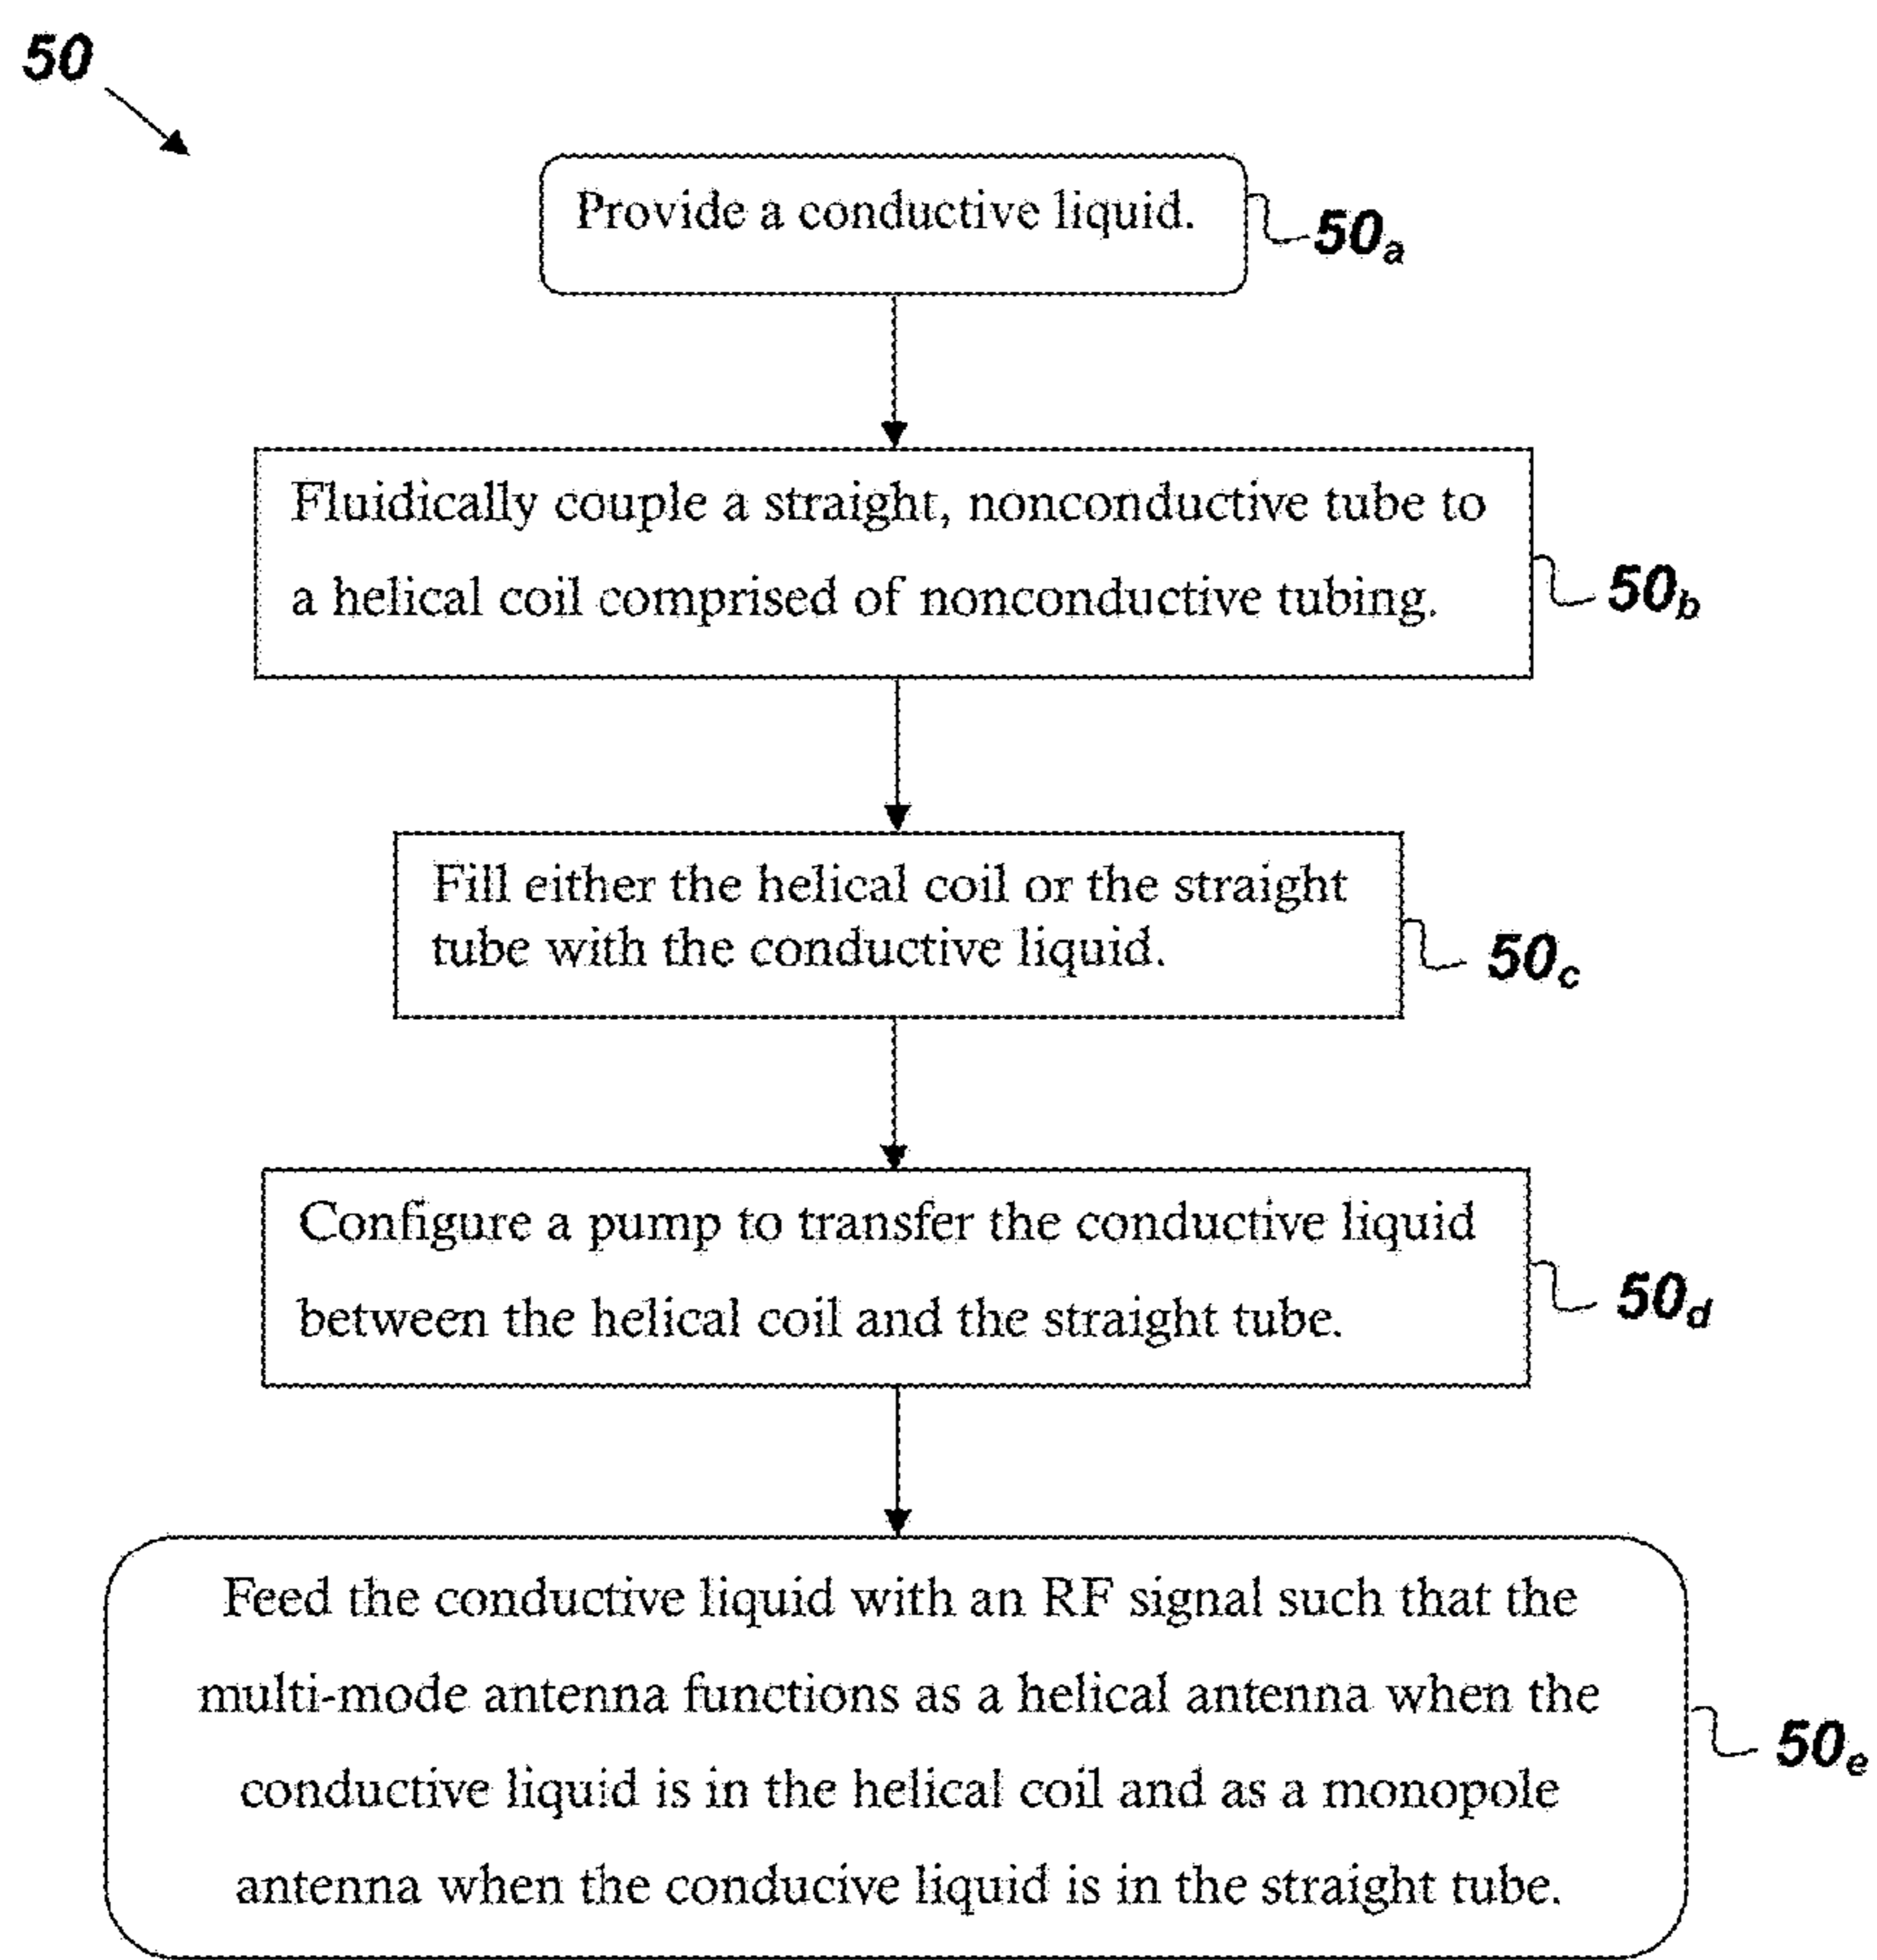 50
Provide a conductive liquid.
50a
Fluidically couple a straight, nonconductive tube to
a helical coil comprised of nonconductive tubing.
50b
Fill either the helical coil or the straight
tube with the conductive liquid.
50c
Configure a pump to transfer the conductive liquid
between the helical coil and the straight tube.
50d
Feed the conductive liquid with an RF signal such that the
multi-mode antenna functions as a helical antenna when the
conductive liquid is in the helical coil and as a monopole
antenna when the conducive liquid is in the straight tube.
50e